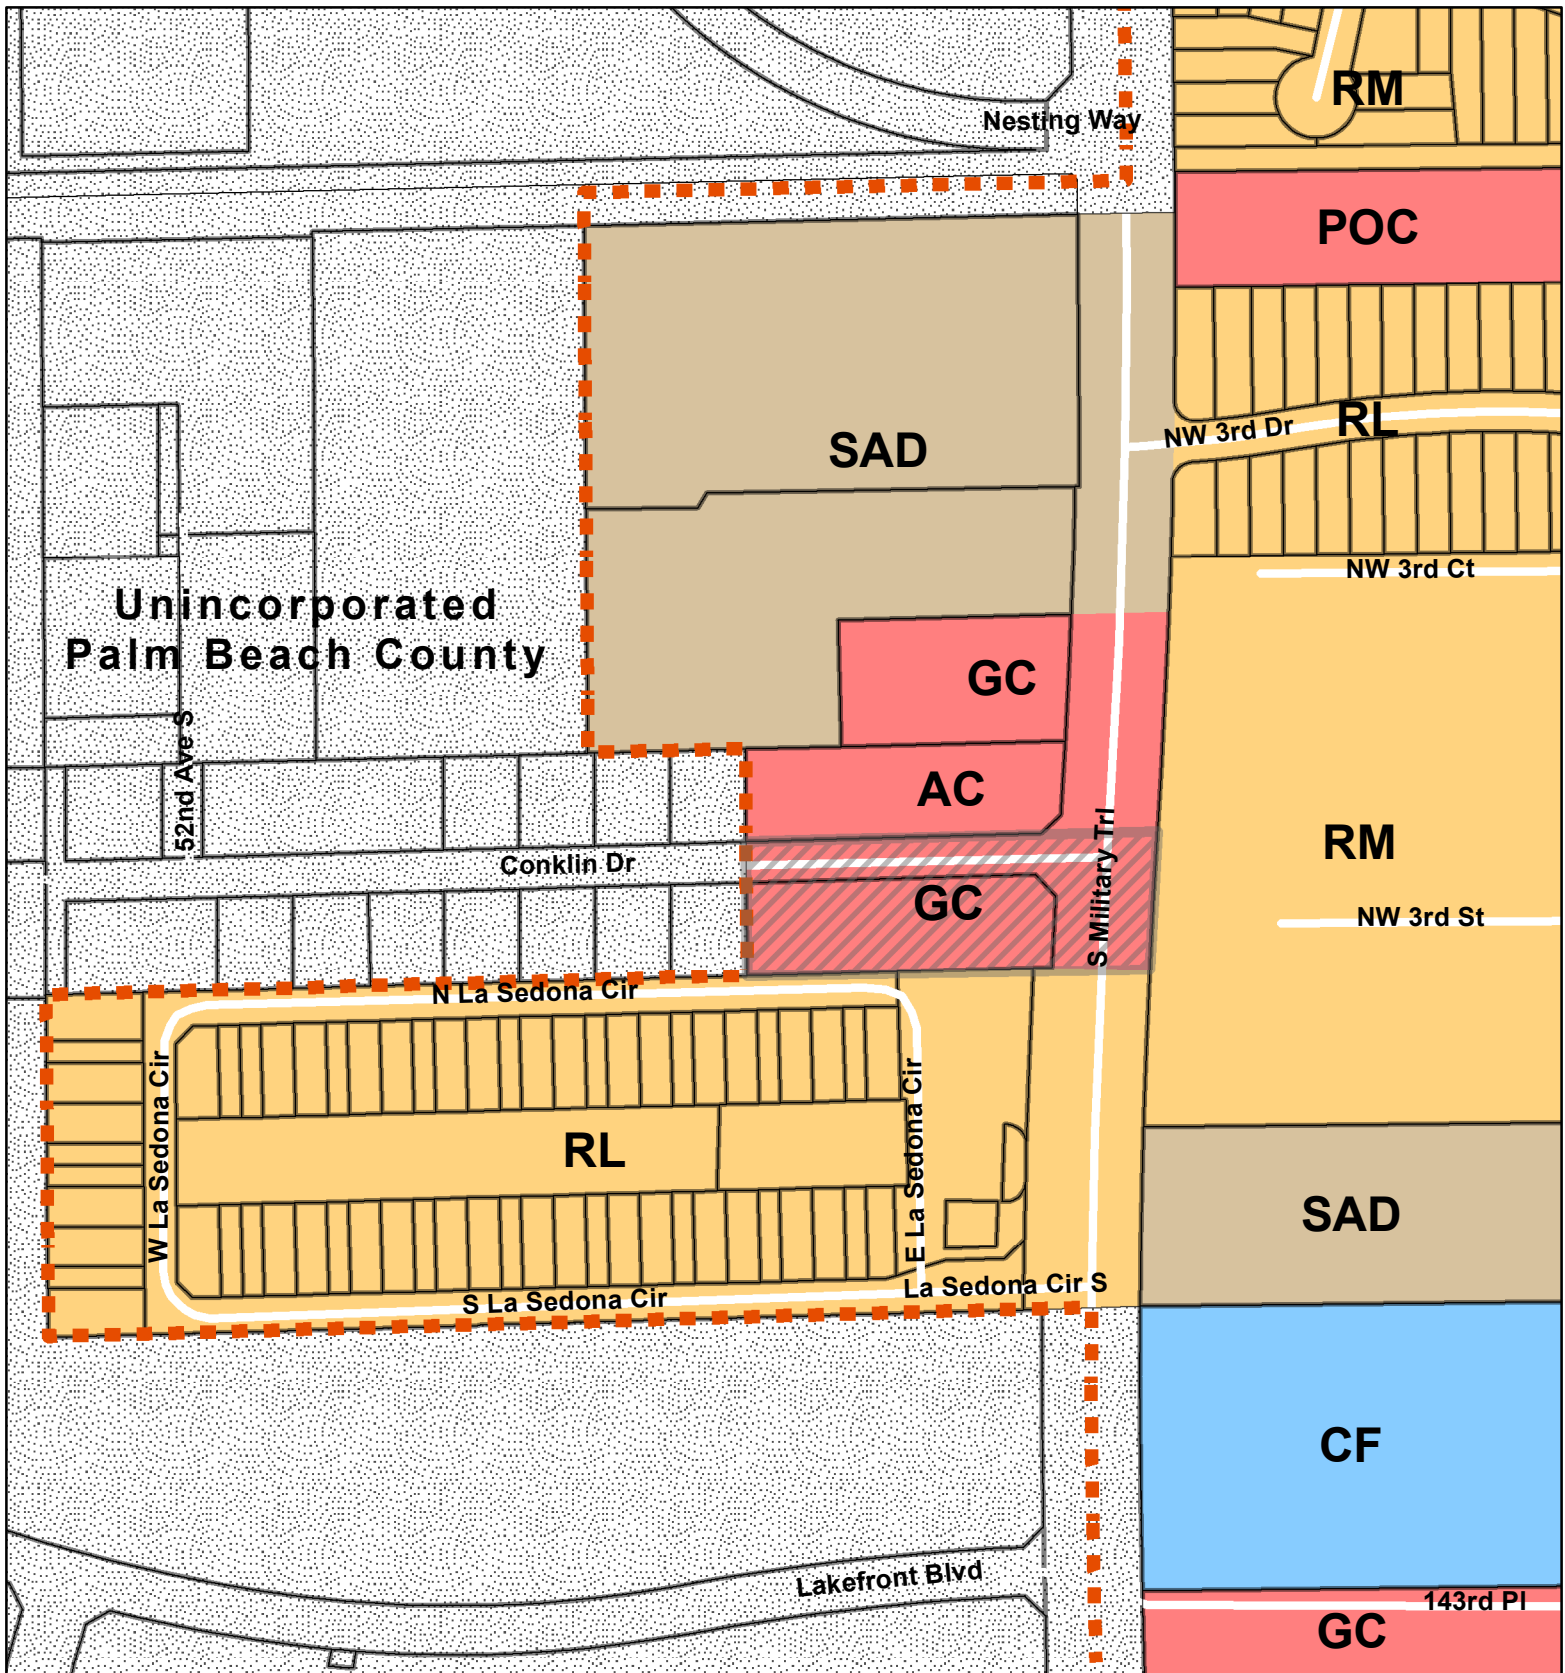 RM
Nesting Way
POC
RL
NW 3rd Dr
SAD
NW 3rd Ct
Unincorporated
Palm Beach County
GC
52nd Ave S
AC
S Military Trl
RM
Conklin Dr
GC
NW 3rd St
N La Sedona Cir
W La Sedona Cir
E La Sedona Cir
RL
SAD
La Sedona Cir S
S La Sedona Cir
CF
Lakefront Blvd
143rd Pl
GC